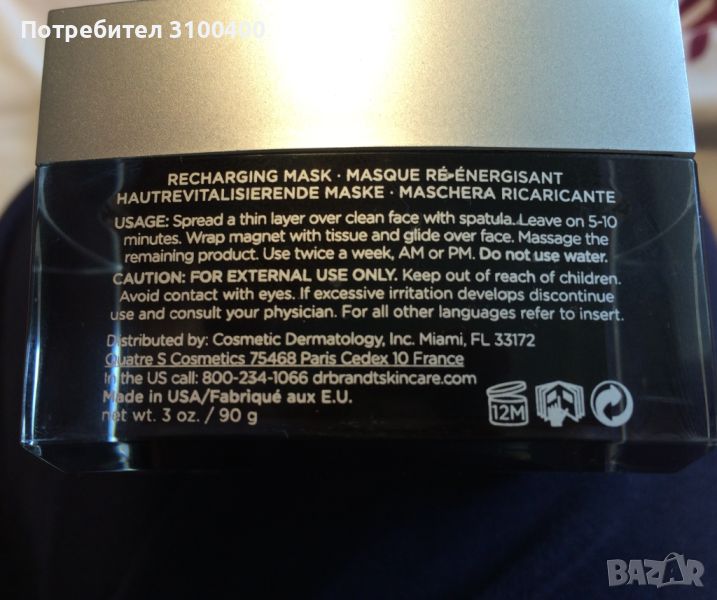 Потребител 3100400
RECHARGING MASK · MASQUE RÉ-ÉNERGISANT
HAUTREVITALISIERENDE MASKE · MASCHERA RICARICANTE
USAGE: Spread a thin layer over clean face with spatula. Leave on 5-10
minutes. Wrap magnet with tissue and glide over face. Massage the
remaining product. Use twice a week, AM or PM. Do not use water.
CAUTION: FOR EXTERNAL USE ONLY. Keep out of reach of children.
Avoid contact with eyes. If excessive irritation develops discontinue
use and consult your physician. For all other languages refer to insert.
Distributed by: Cosmetic Dermatology, Inc. Miami, FL 33172
Quatre S Cosmetics 75468 Paris Cedex 10 France
In the US call: 800-234-1066 drbrandtskincare.com
Made in USA/Fabriqué aux E.U.
net wt. 3 oz. / 90 g
12M
BAZAR